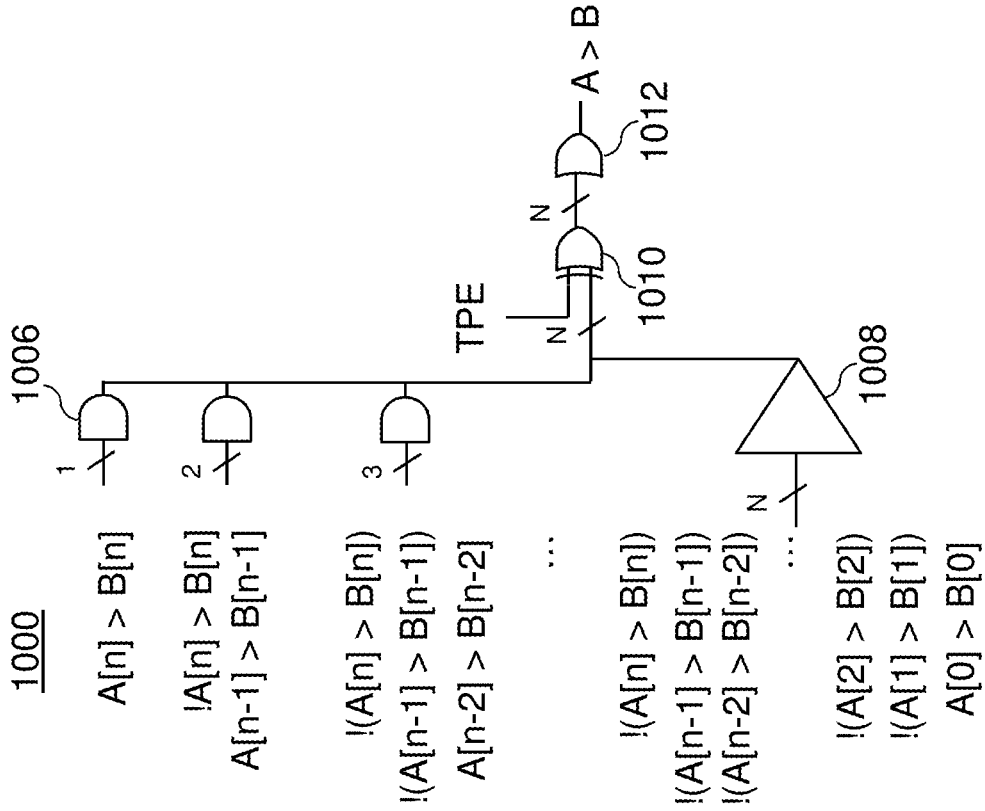 1000
A[n] > B[n]
1
1006
!A[n] > B[n]
A[n-1] > B[n-1]
2
!(A[n] > B[n])
!(A[n-1] > B[n-1])
A[n-2] > B[n-2]
3
...
!(A[n] > B[n])
!(A[n-1] > B[n-1])
!(A[n-2] > B[n-2])
...
!(A[2] > B[2])
!(A[1] > B[1])
A[0] > B[0]
N
1008
TPE
N
1010
N
1012
A > B